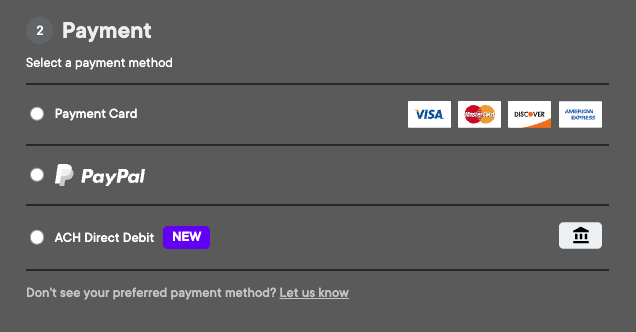 2 Payment
Select a payment method
Payment Card VISA MasterCard DISCOVER AMERICAN EXPRESS
PayPal
ACH Direct Debit NEW
Don't see your preferred payment method? Let us know